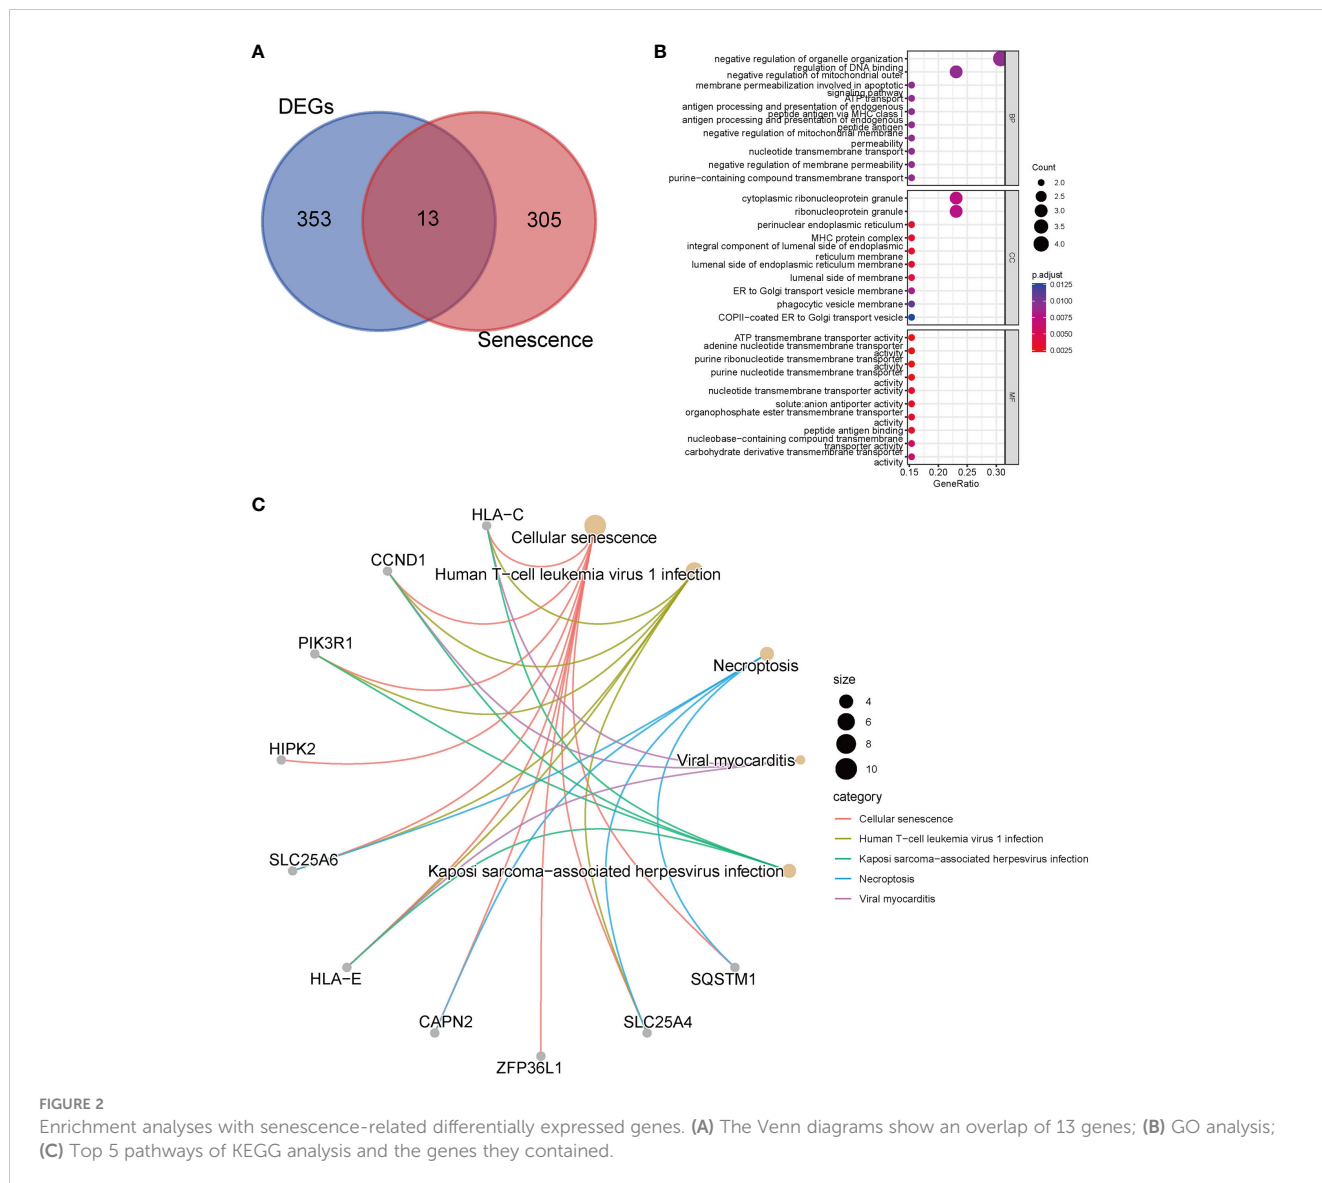 A
DEGs
353
13
305
Senescence
B
negative regulation of organelle organization
regulation of DNA binding
negative regulation of mitochondrial outer
membrane permeabilization involved in apoptotic
signaling pathway
ATP transport
antigen processing and presentation of endogenous
peptide antigen via MHC class I
antigen processing and presentation of endogenous
peptide antigen
negative regulation of mitochondrial membrane
permeability
nucleotide transmembrane transport
negative regulation of membrane permeability
purine−containing compound transmembrane transport
BP
cytoplasmic ribonucleoprotein granule
ribonucleoprotein granule
perinuclear endoplasmic reticulum
MHC protein complex
integral component of lumenal side of endoplasmic
reticulum membrane
lumenal side of endoplasmic reticulum membrane
lumenal side of membrane
ER to Golgi transport vesicle membrane
phagocytic vesicle membrane
COPII−coated ER to Golgi transport vesicle
CC
ATP transmembrane transporter activity
adenine nucleotide transmembrane transporter
activity
purine ribonucleotide transmembrane transporter
activity
purine nucleotide transmembrane transporter
activity
nucleotide transmembrane transporter activity
solute:anion antiporter activity
organophosphate ester transmembrane transporter
activity
peptide antigen binding
nucleobase−containing compound transmembrane
transporter activity
carbohydrate derivative transmembrane transporter
activity
MF
0.15 0.20 0.25 0.30
GeneRatio
Count
2.0
2.5
3.0
3.5
4.0
p.adjust
0.0125
0.0100
0.0075
0.0050
0.0025
C
HLA−C
Cellular senescence
CCND1
Human T−cell leukemia virus 1 infection
PIK3R1
Necroptosis
HIPK2
Viral myocarditis
SLC25A6
Kaposi sarcoma−associated herpesvirus infection
HLA−E
SQSTM1
CAPN2
SLC25A4
ZFP36L1
size
4
6
8
10
category
Cellular senescence
Human T−cell leukemia virus 1 infection
Kaposi sarcoma−associated herpesvirus infection
Necroptosis
Viral myocarditis
FIGURE 2
Enrichment analyses with senescence-related differentially expressed genes. (A) The Venn diagrams show an overlap of 13 genes; (B) GO analysis;
(C) Top 5 pathways of KEGG analysis and the genes they contained.